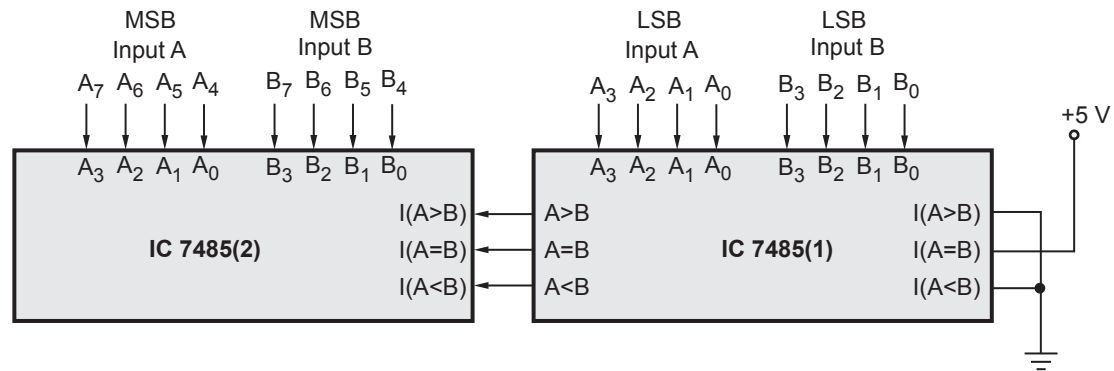 MSB MSB LSB LSB
Input A Input B Input A Input B
A7 A6 A5 A4 B7 B6 B5 B4 A3 A2 A1 A0 B3 B2 B1 B0
+5 V
A3 A2 A1 A0 B3 B2 B1 B0 A3 A2 A1 A0 B3 B2 B1 B0
I(A>B) A>B I(A>B)
IC 7485(2) I(A=B) A=B IC 7485(1) I(A=B)
I(A<B) A<B I(A<B)